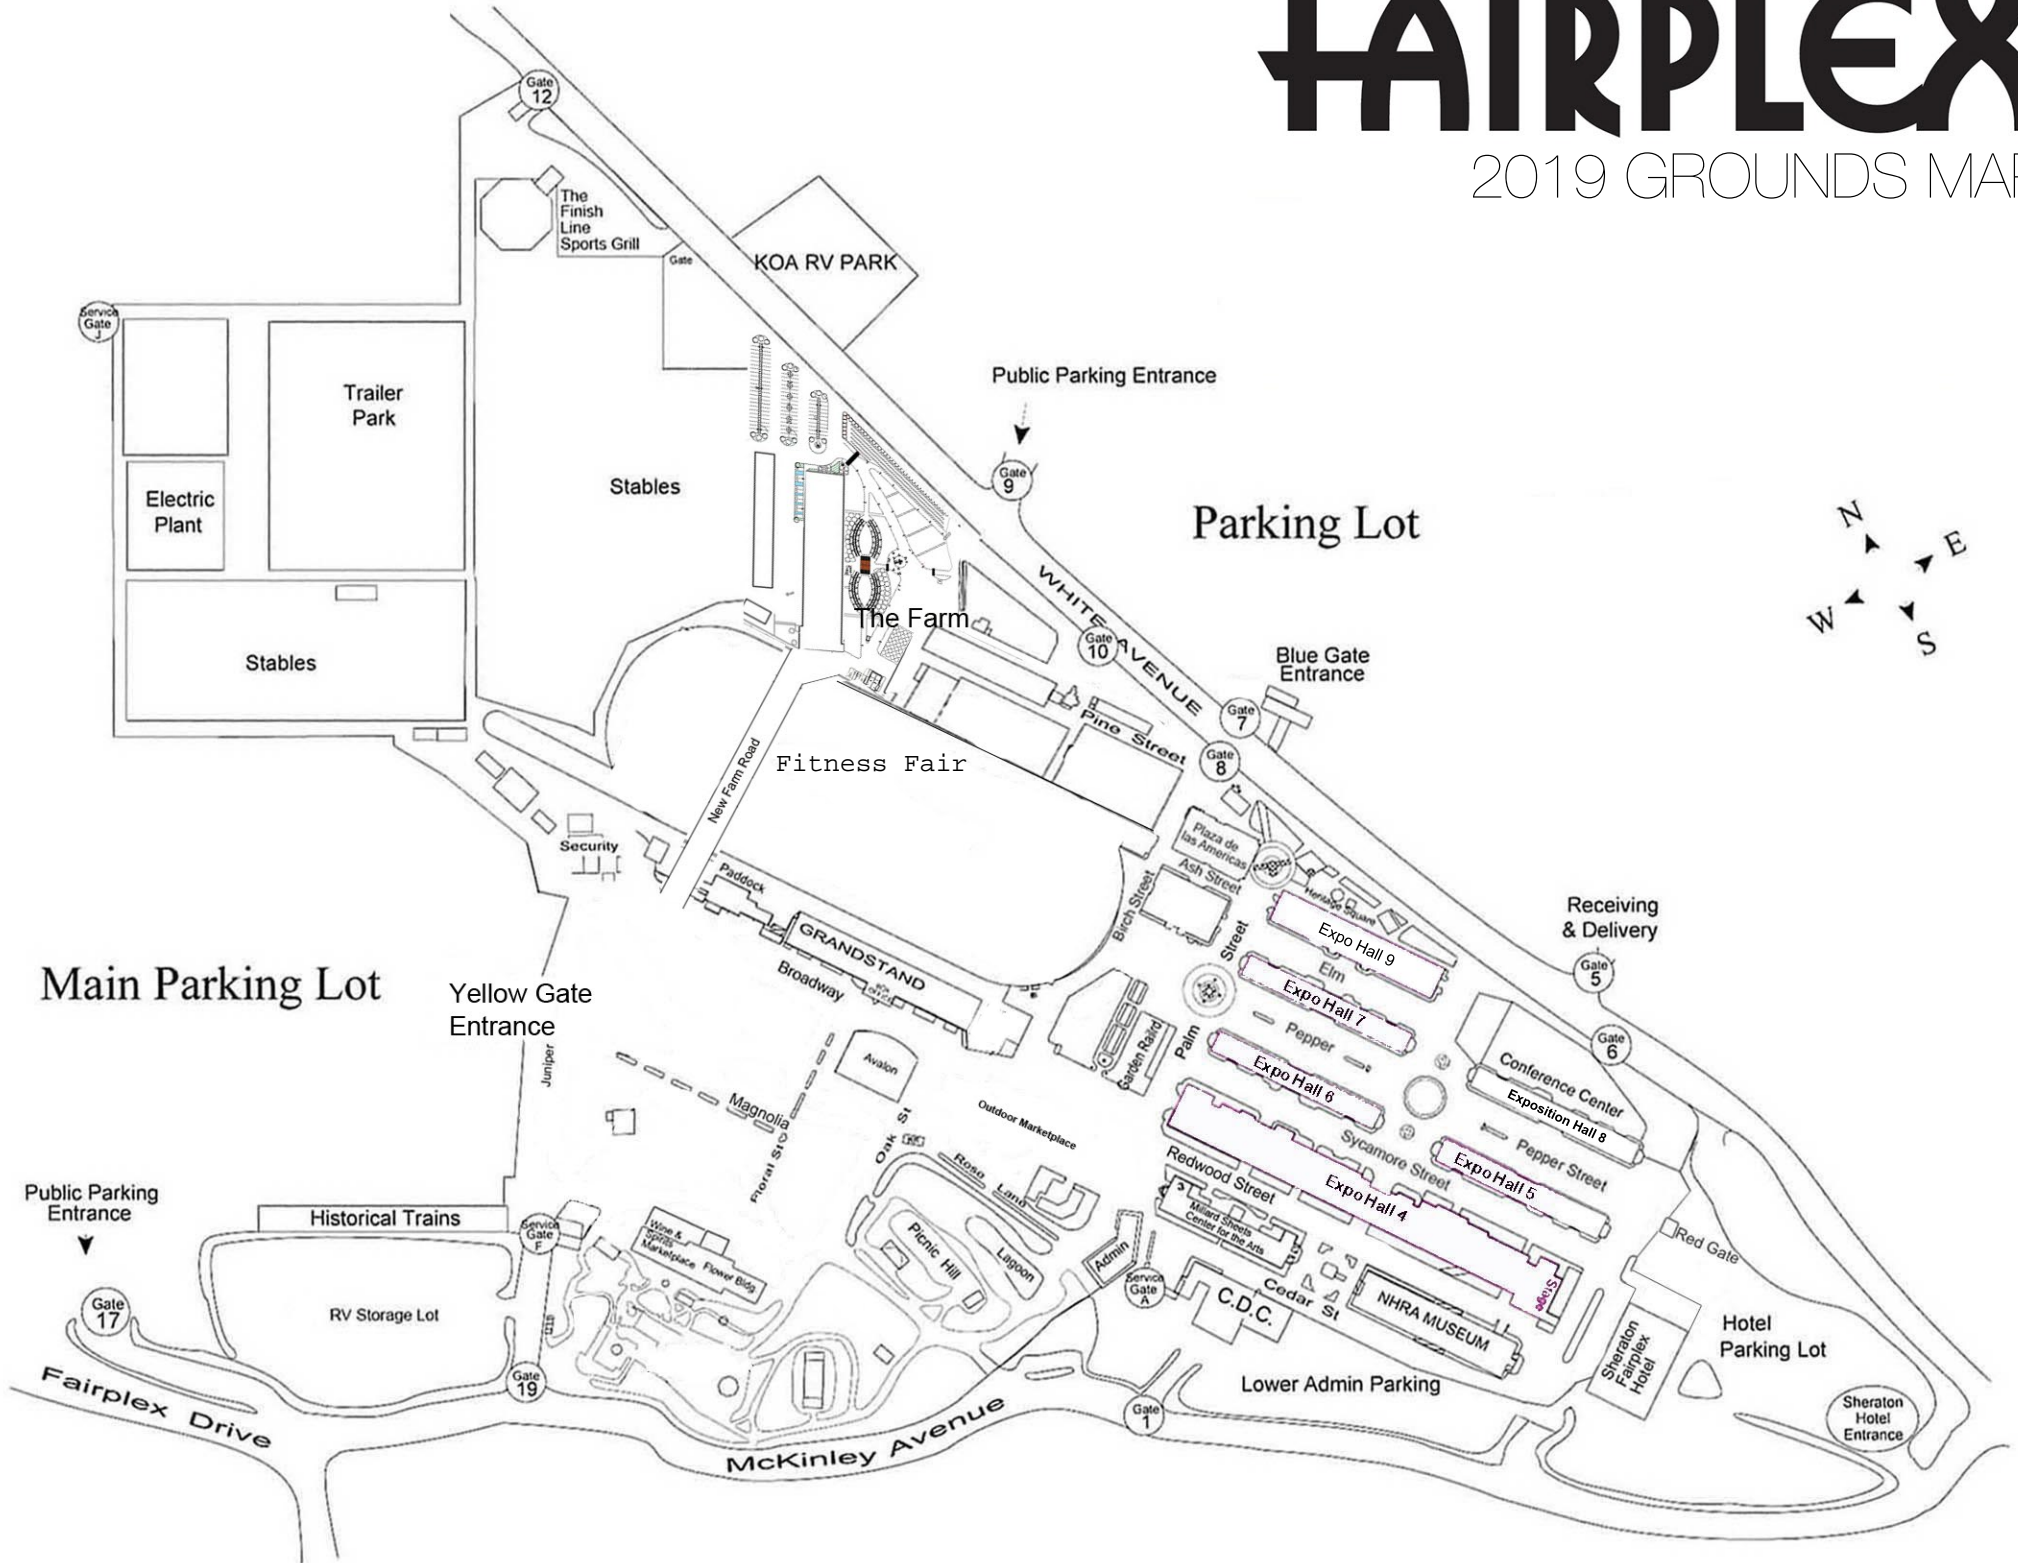 FAIRPLEX
2019 GROUNDS MAP
Gate
12
The
Finish
Line
Sports Grill
Gate
KOA RV PARK
Service
Gate
J
Trailer
Park
Public Parking Entrance
Gate
9
Stables
Electric
Plant
Parking Lot
N
E
W
S
WHITE AVENUE
The Farm
Gate
10
Stables
Blue Gate
Entrance
Gate
7
Pine Street
Gate
8
New Farm Road
Fitness Fair
Security
Plaza de
las Americas
Ash Street
Paddock
Birch Street
Heritage Square
Receiving
& Delivery
Gate
5
GRANDSTAND
Broadway
Street
Expo Hall 9
Elm
Expo Hall 7
Main Parking Lot
Yellow Gate
Entrance
Juniper
Avalon
Garden Railrd
Palm
Pepper
Gate
6
Conference Center
Exposition Hall 8
Expo Hall 6
Magnolia
Floral St
Oak St
Outdoor Marketplace
Sycamore Street
Pepper Street
Expo Hall 5
Rose
Lane
Redwood Street
Expo Hall 4
Stage
3
Millard Sheets
Center for the Arts
Public Parking
Entrance
Historical Trains
Service
Gate
F
Wine &
Spirits
Marketplace
Flower Bldg
Picnic Hill
Lagoon
Admin
Service
Gate
A
Red Gate
Gate
17
RV Storage Lot
C.D.C.
Cedar St
NHRA MUSEUM
Sheraton
Fairplex
Hotel
Hotel
Parking Lot
Gate
19
Lower Admin Parking
Gate
1
Sheraton
Hotel
Entrance
Fairplex Drive
McKinley Avenue